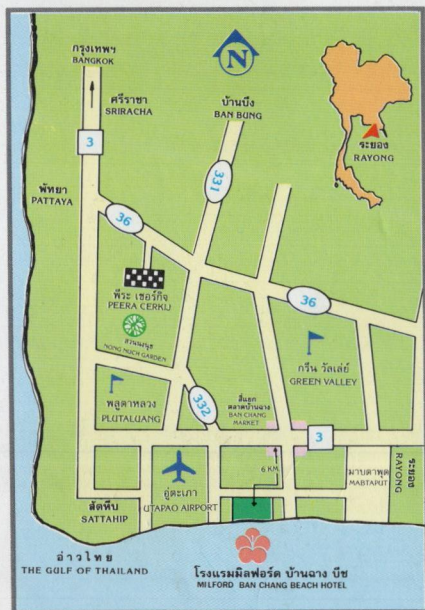 กรุงเทพฯ
BANGKOK
N
ศรีราชา
SRIRACHA
บ้านบึง
BAN BUNG
ระยอง
RAYONG
3
331
พัทยา
PATTAYA
36
พีระ เซอร์กิจ
PEERA CERKIJ
36
สวนนงนุช
NONG NUCH GARDEN
กรีน วัลเล่ย์
GREEN VALLEY
พลูตาหลวง
PLUTALUANG
332
สี่แยก
ตลาดบ้านฉาง
BAN CHANG
MARKET
3
6 KM
อู่ตะเภา
UTAPAO AIRPORT
มาบตาพุด
MABTAPUT
ระยอง
RAYONG
สัตหีบ
SATTAHIP
อ่าวไทย
THE GULF OF THAILAND
โรงแรมมิลฟอร์ด บ้านฉาง บีช
MILFORD BAN CHANG BEACH HOTEL